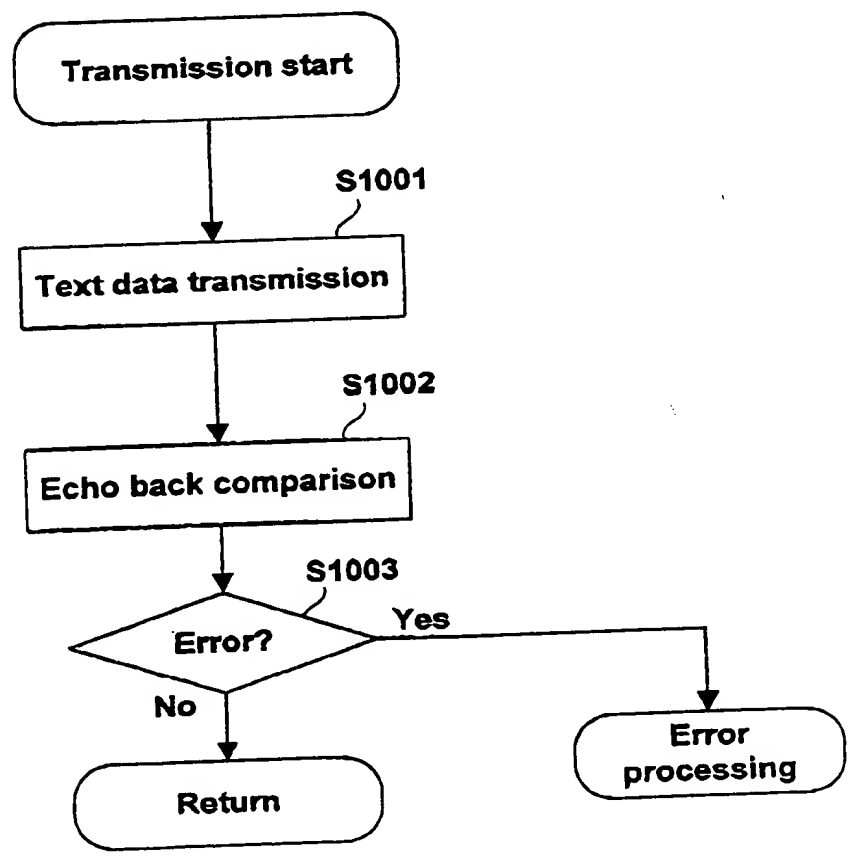 Transmission start
S1001
Text data transmission
S1002
Echo back comparison
S1003
Error?
Yes
No
Error
processing
Return